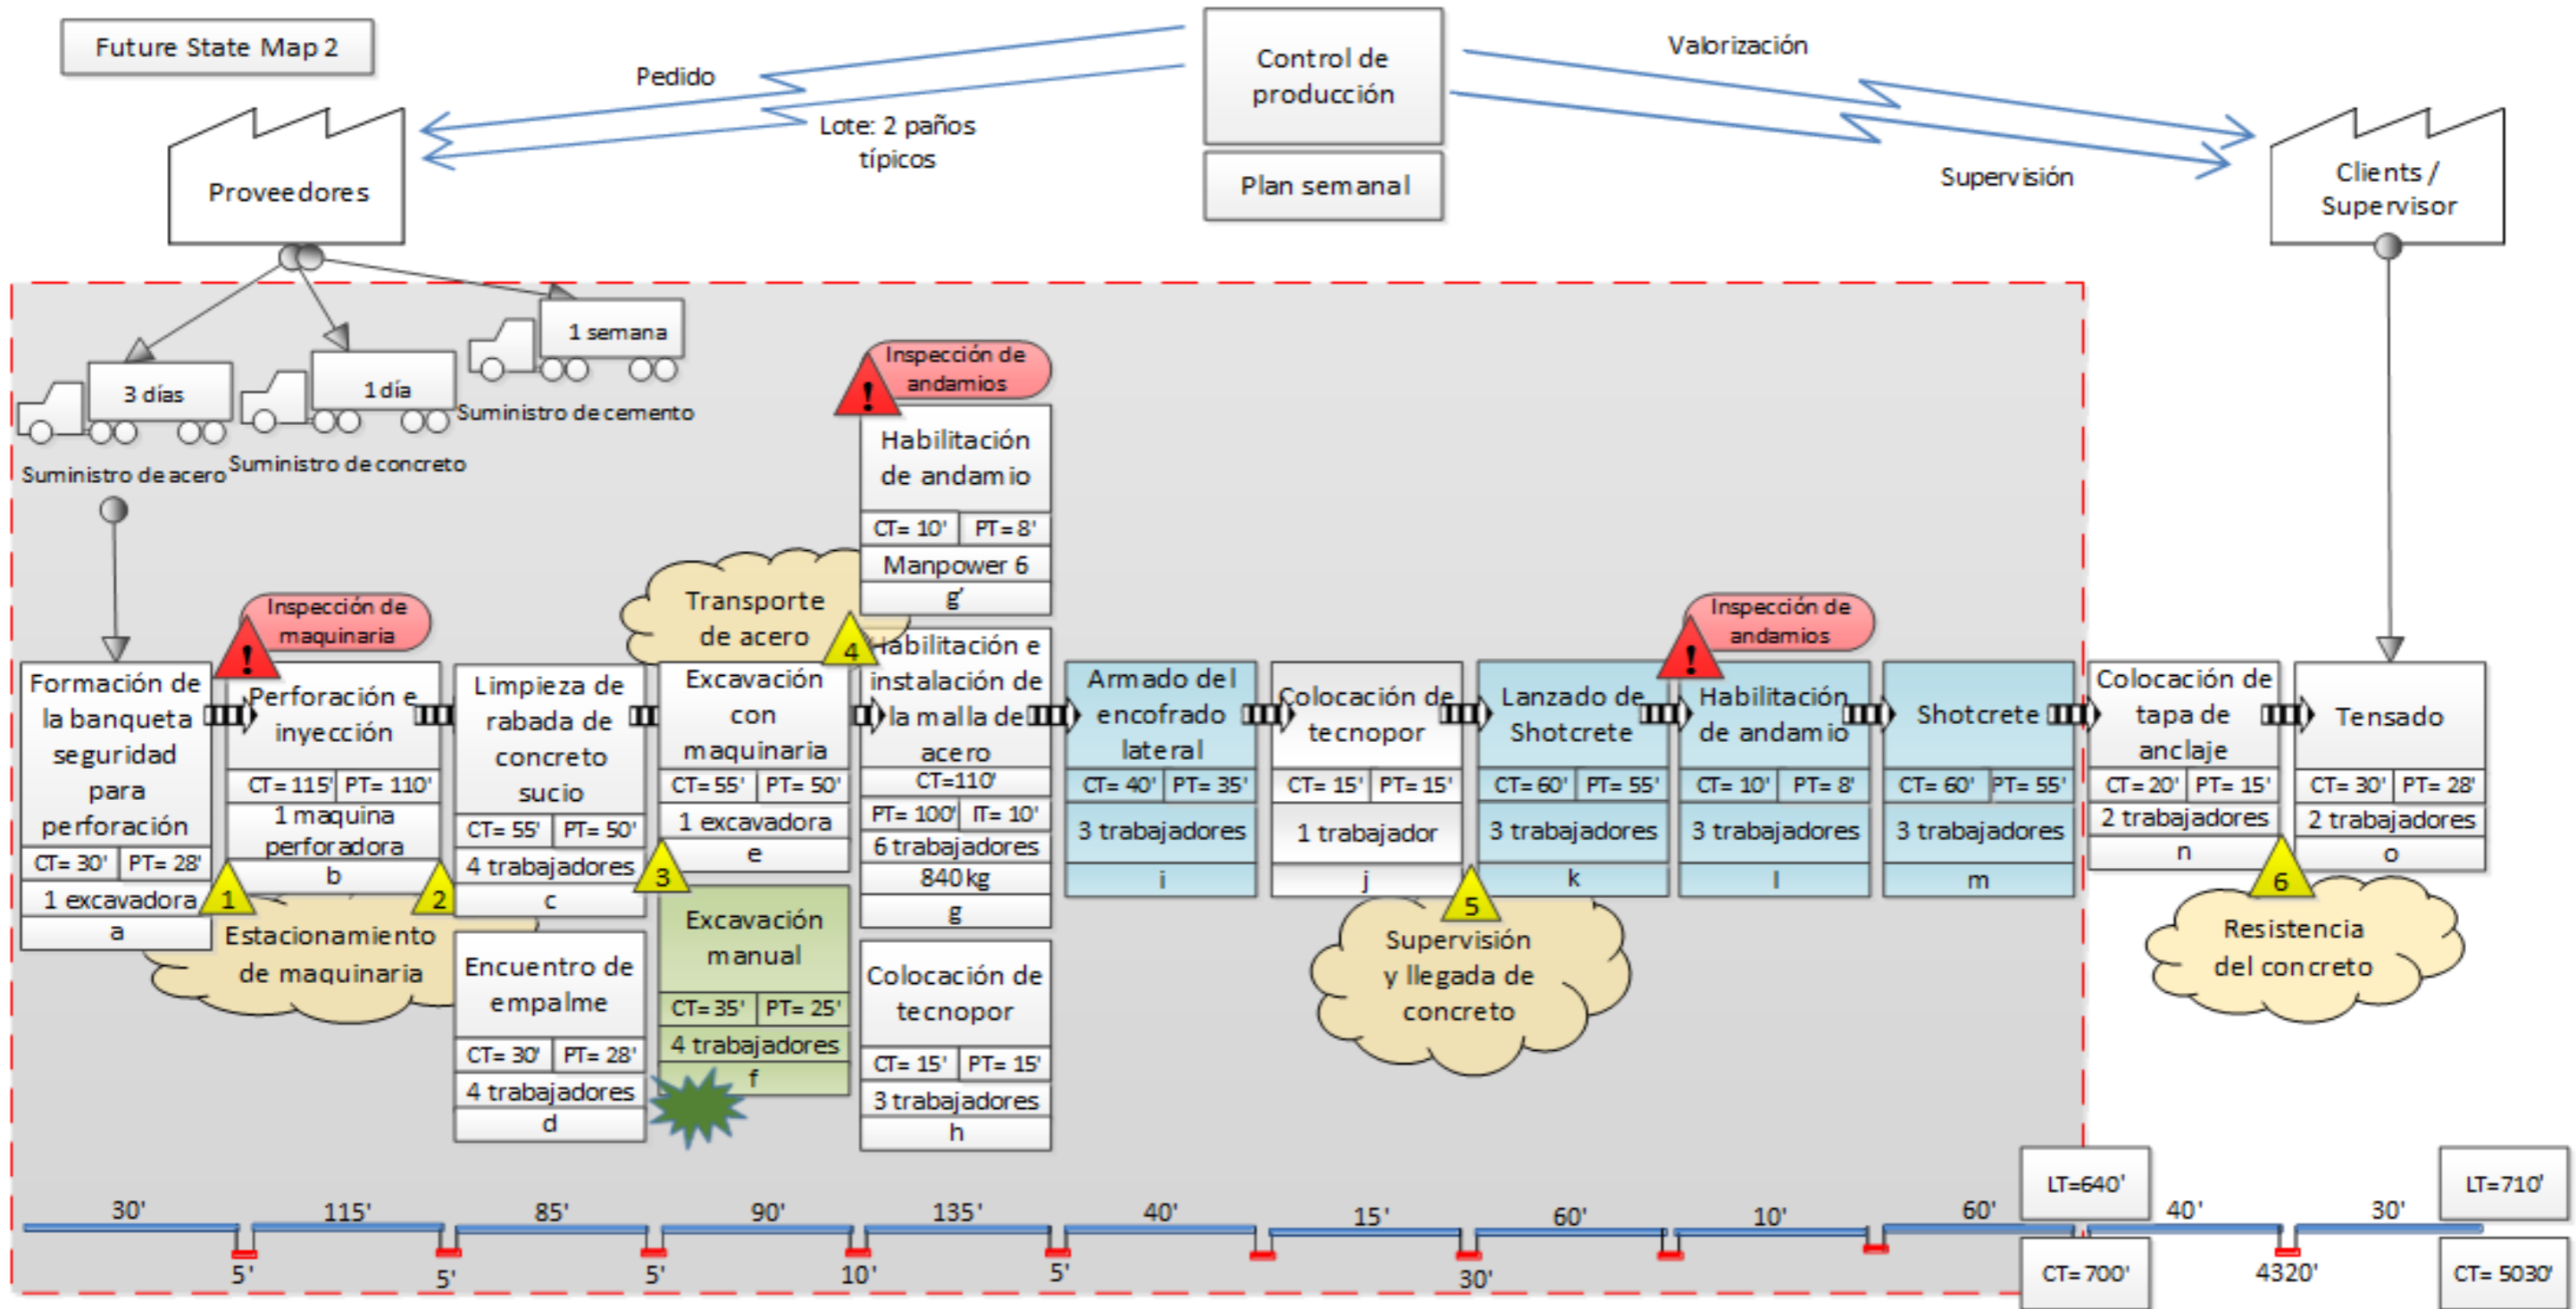 Future State Map 2
Pedido
Lote: 2 paños
típicos
Control de
producción
Plan semanal
Valorización
Supervisión
Proveedores
Clients /
Supervisor
3 días
Suministro de acero
1 día
Suministro de concreto
1 semana
Suministro de cemento
Formación de
la banqueta
seguridad
para
perforación
CT= 30' PT= 28'
1 excavadora
a
1
Inspección de
maquinaria
!
Perforación e
inyección
CT= 115' PT= 110'
1 maquina
perforadora
b
2
Estacionamiento
de maquinaria
Limpieza de
rabada de
concreto
sucio
CT= 55' PT= 50'
4 trabajadores
c
Encuentro de
empalme
CT= 30' PT= 28'
4 trabajadores
d
3
Transporte
de acero
4
Excavación
con
maquinaria
CT= 55' PT= 50'
1 excavadora
e
Excavación
manual
CT= 35' PT= 25'
4 trabajadores
f
Inspección de
andamios
!
Habilitación
de andamio
CT= 10' PT= 8'
Manpower 6
g'
Habilitación e
instalación de
la malla de
acero
CT=110'
PT= 100' IT= 10'
6 trabajadores
840 kg
g
Colocación de
tecnopor
CT= 15' PT= 15'
3 trabajadores
h
Armado del
encofrado
lateral
CT= 40' PT= 35'
3 trabajadores
i
Colocación de
tecnopor
CT= 15' PT= 15'
1 trabajador
j
5
Supervisión
y llegada de
concreto
Lanzado de
Shotcrete
CT= 60' PT= 55'
3 trabajadores
k
Inspección de
andamios
!
Habilitación
de andamio
CT= 10' PT= 8'
3 trabajadores
l
Shotcrete
CT= 60' PT= 55'
3 trabajadores
m
Colocación de
tapa de
anclaje
CT= 20' PT= 15'
2 trabajadores
n
6
Resistencia
del concreto
Tensado
CT= 30' PT= 28'
2 trabajadores
o
30' 115' 85' 90' 135' 40' 15' 60' 10' 60' LT=640' 40' 30' LT=710'
5' 5' 5' 10' 5' 30' CT=700' 4320' CT= 5030'